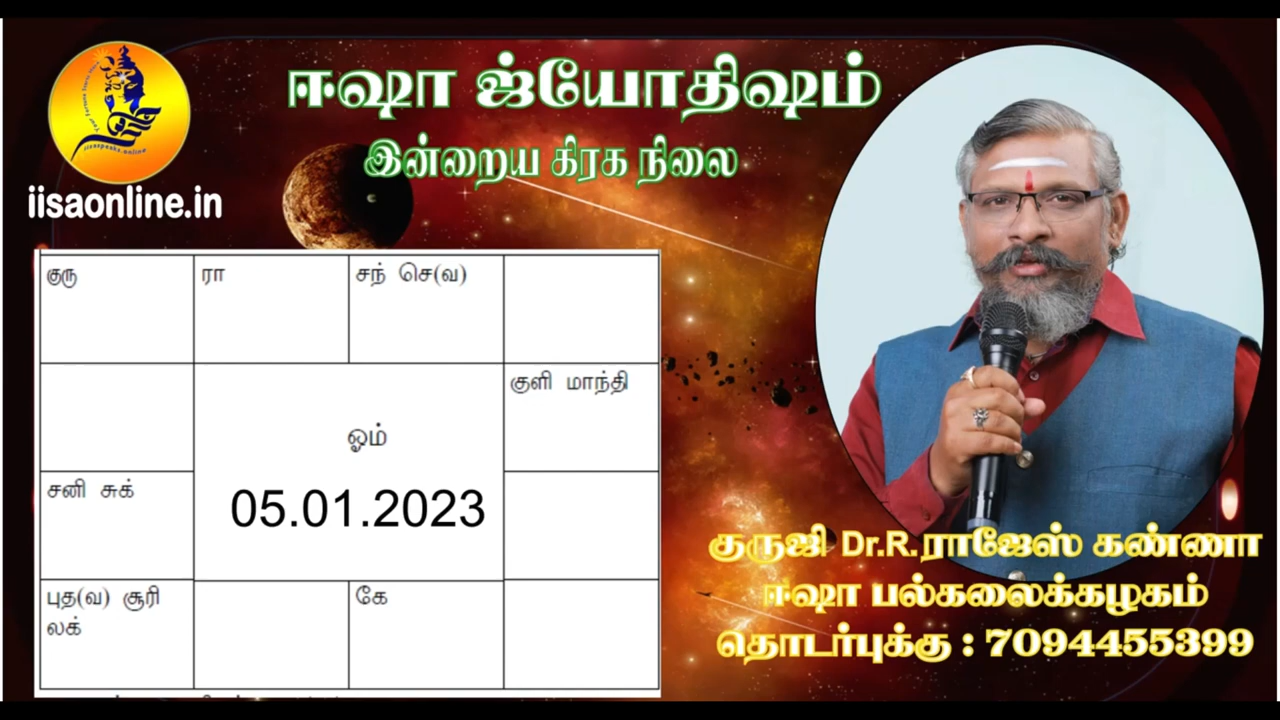 ஈஷா ஜ்யோதிஷம்
இன்றைய கிரக நிலை
iisaonline.in
குரு
ரா
சந் செ(வ)
குளி மாந்தி
ஓம்
சனி சுக்
05.01.2023
புத(வ) சூரி
லக்
கே
குருஜி Dr.R.ராஜேஸ் கண்ணா
ஈஷா பல்கலைக்கழகம்
தொடர்புக்கு : 7094455399